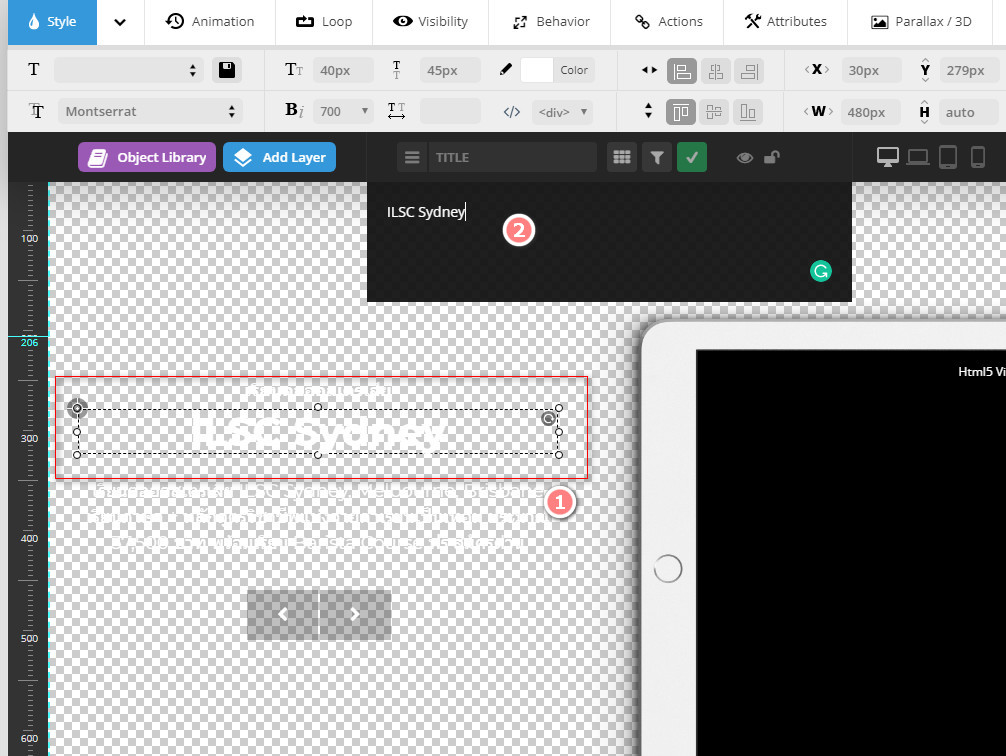 Style Animation Loop Visibility Behavior Actions Attributes Parallax / 3D
T 40px 45px Color X 30px Y 279px
Montserrat 700 <div> W 480px H auto
Object Library Add Layer TITLE
ILSC Sydney
2
100
206
Html5 Vi
300
ILSC Sydney
1
400
500
600